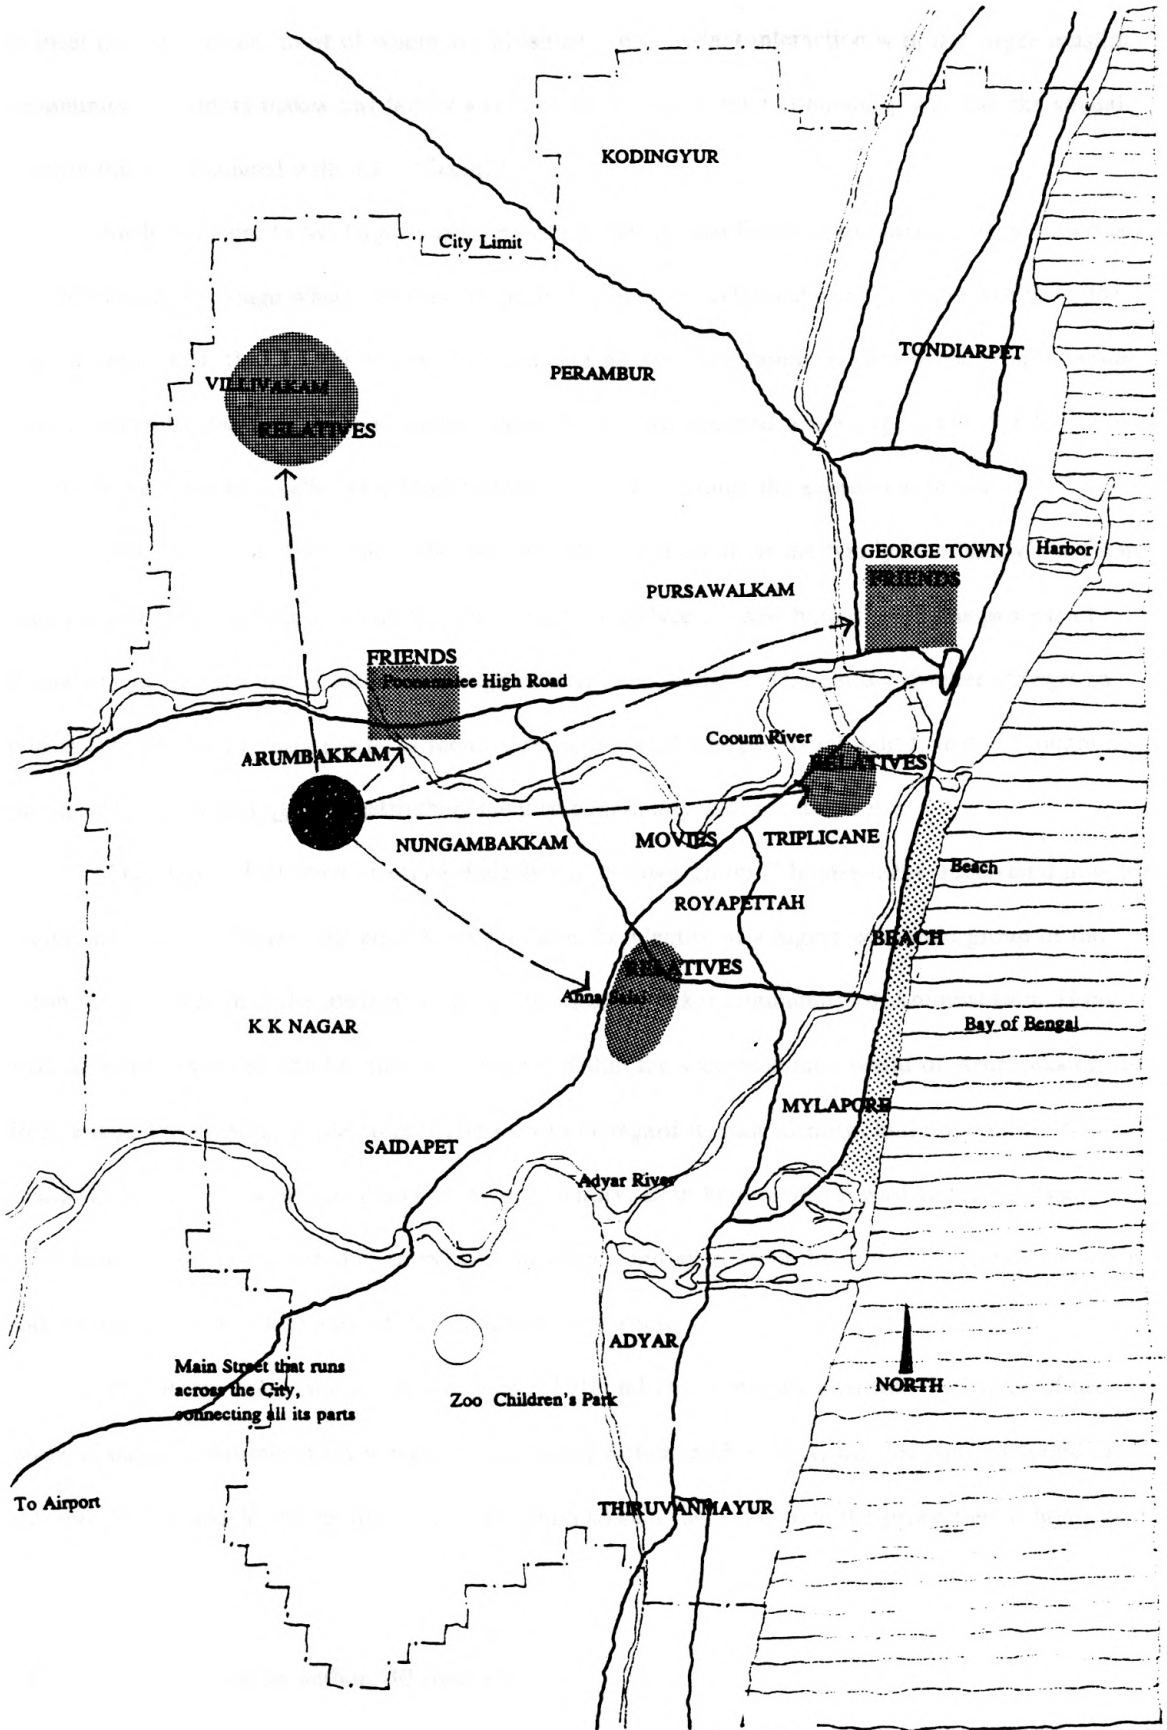 KODINGYUR
City Limit
TONDIARPET
PERAMBUR
VILLIVAKAM
RELATIVES
GEORGE TOWN
Harbor
FRIENDS
PURSAWALKAM
FRIENDS
Poonamalee High Road
Cooum River
ARUMBAKKAM
RELATIVES
NUNGAMBAKKAM
MOVIES
TRIPLICANE
Beach
ROYAPETTAH
BEACH
RELATIVES
Anna Salai
K K NAGAR
Bay of Bengal
MYLAPORE
SAIDAPET
Adyar River
ADYAR
Main Street that runs
across the City,
connecting all its parts
NORTH
Zoo Children's Park
To Airport
THIRUVANMAYUR